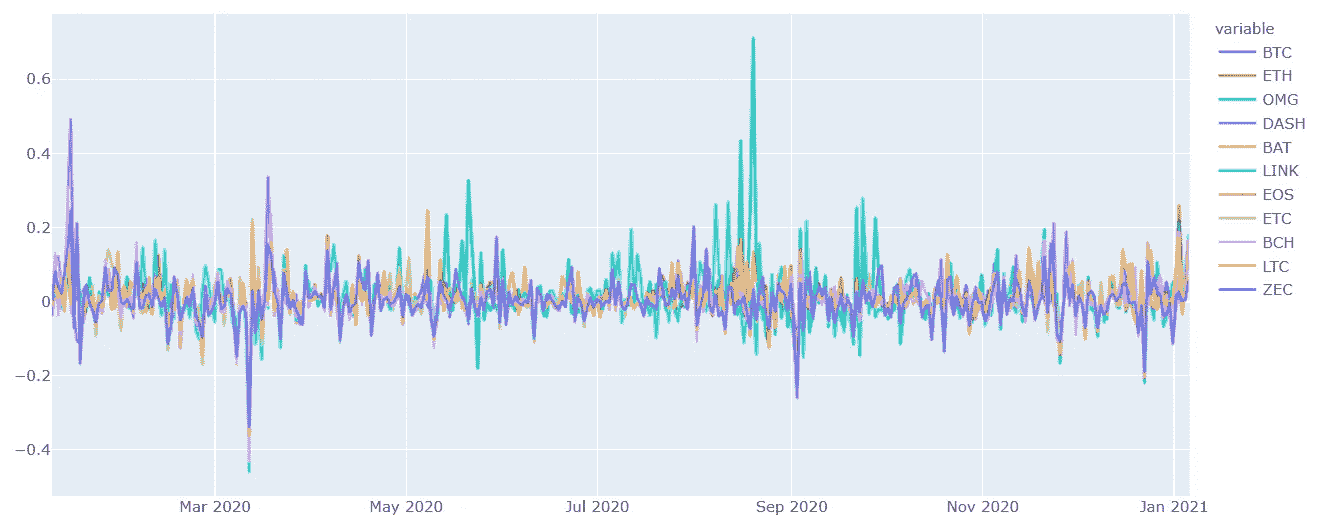 variable
BTC
ETH
OMG
DASH
BAT
LINK
EOS
ETC
BCH
LTC
ZEC
0.6
0.4
0.2
0
−0.2
−0.4
Mar 2020 May 2020 Jul 2020 Sep 2020 Nov 2020 Jan 2021